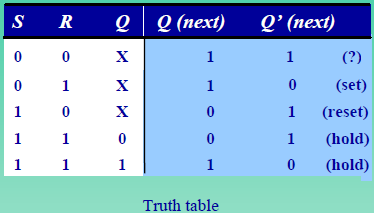 S R Q Q (next) Q’ (next)
0 0 X 1 1 (?)
0 1 X 1 0 (set)
1 0 X 0 1 (reset)
1 1 0 0 1 (hold)
1 1 1 1 0 (hold)
Truth table